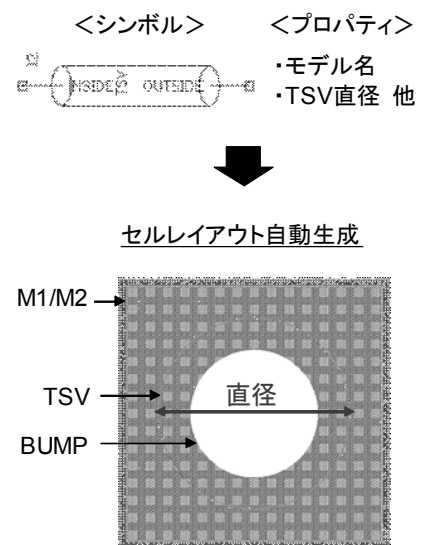 ＜シンボル＞ ＜プロパティ＞
・モデル名
INSIDE OUTSIDE
・TSV直径 他
セルレイアウト自動生成
M1/M2
TSV
直径
BUMP